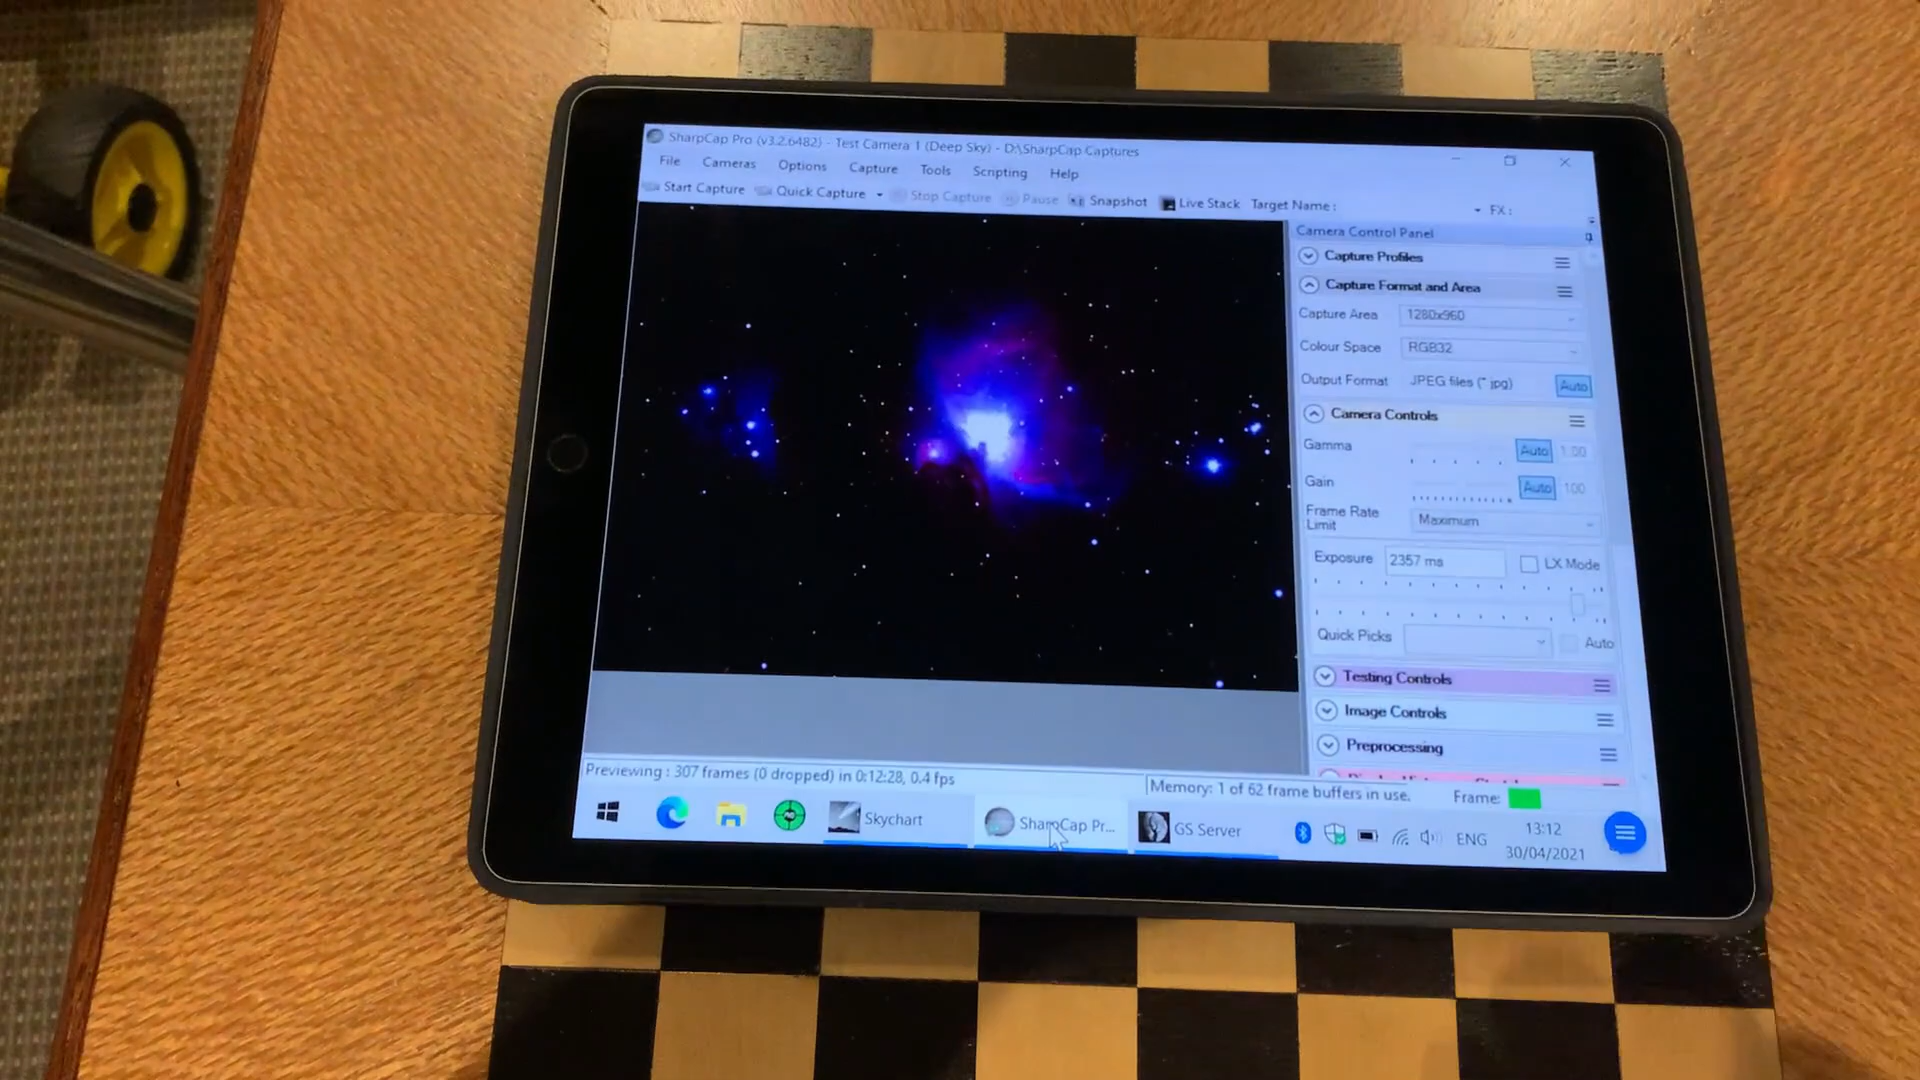 SharpCap Pro (v3.2.6482) - Test Camera 1 (Deep Sky) - D:\SharpCap Captures
File Cameras Options Capture Tools Scripting Help
Start Capture Quick Capture Stop Capture Pause Snapshot Live Stack Target Name : FX :
Camera Control Panel
Capture Profiles
Capture Format and Area
Capture Area 1280x960
Colour Space RGB32
Output Format JPEG files (*.jpg) Auto
Camera Controls
Gamma Auto 1.00
Gain Auto 100
Frame Rate Limit Maximum
Exposure 2357 ms LX Mode
Quick Picks Auto
Testing Controls
Image Controls
Preprocessing
Previewing : 307 frames (0 dropped) in 0:12:28, 0.4 fps
Memory: 1 of 62 frame buffers in use.
Frame:
Skychart SharpCap Pr... GS Server ENG 13:12
30/04/2021